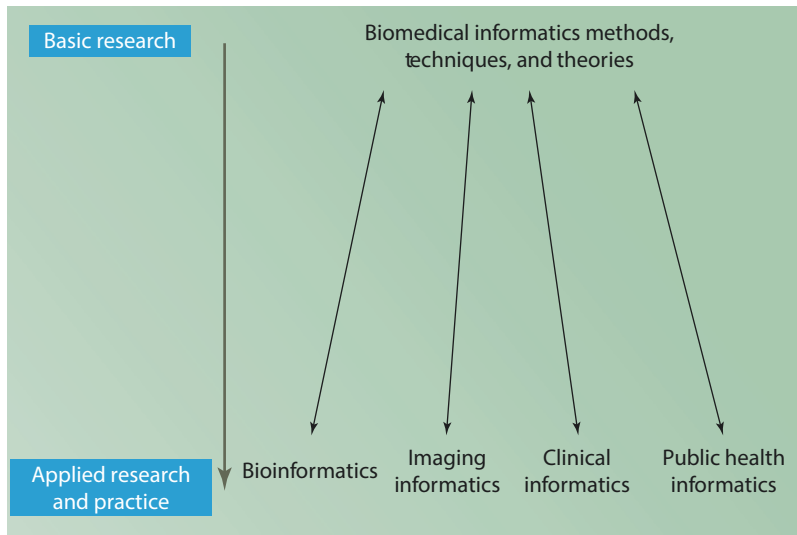 Basic research
Biomedical informatics methods,
techniques, and theories
Applied research
and practice
Bioinformatics
Imaging
informatics
Clinical
informatics
Public health
informatics